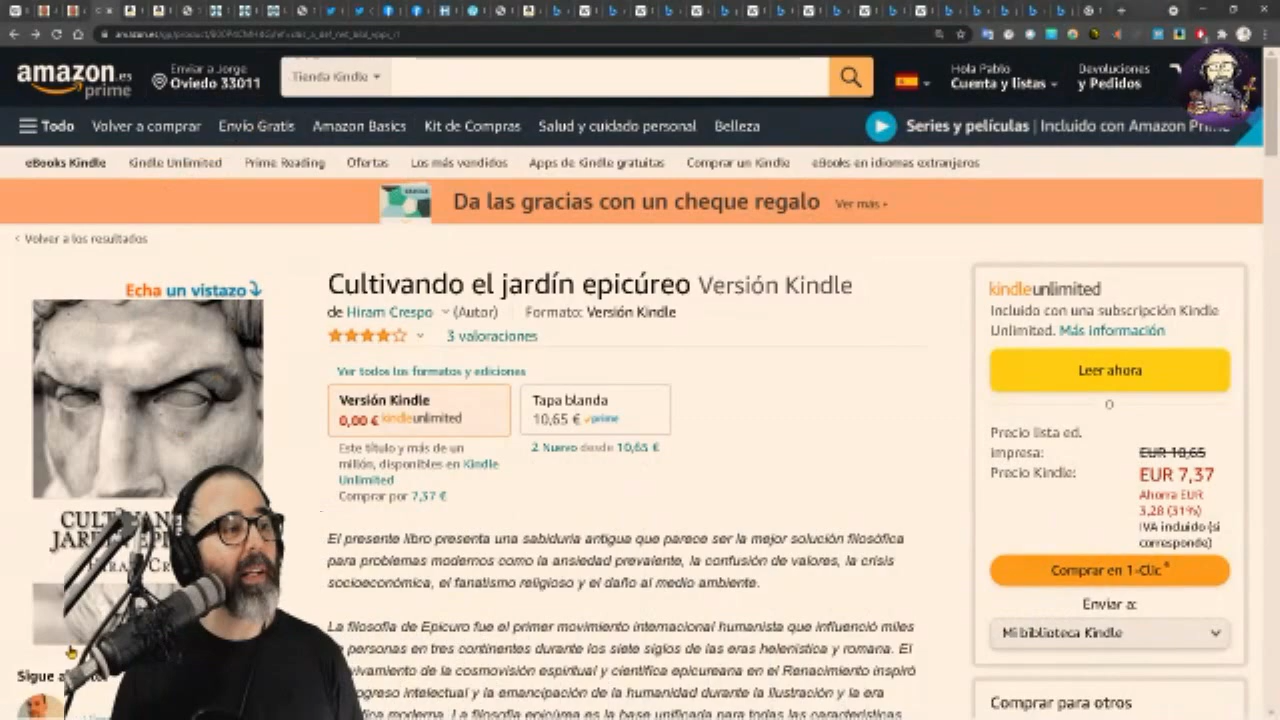 amazon.es
prime
Enviar a Jorge
Oviedo 33011
Tienda Kindle
Hola Pablo
Cuenta y listas
Devoluciones
y Pedidos
Todo
Volver a comprar
Envío Gratis
Amazon Basics
Kit de Compras
Salud y cuidado personal
Belleza
Series y películas | Incluido con Amazon
eBooks Kindle
Kindle Unlimited
Prime Reading
Ofertas
Los más vendidos
Apps de Kindle gratuitas
Comprar un Kindle
eBooks en idiomas extranjeros
Da las gracias con un cheque regalo
Ver más
‹ Volver a los resultados
Echa un vistazo
Cultivando el jardín epicúreo Versión Kindle
de Hiram Crespo (Autor)
Formato: Versión Kindle
3 valoraciones
Ver todos los formatos y ediciones
Versión Kindle
0,00 € kindleunlimited
Tapa blanda
10,65 € prime
Este título y más de un
millón, disponibles en Kindle
Unlimited
Comprar por 7,37 €
2 Nuevo desde 10,65 €
El presente libro presenta una sabiduria antigua que parece ser la mejor solución filosófica
para problemas modernos como la ansiedad prevalente, la confusión de valores, la crisis
socioeconómica, el fanatismo religioso y el daño al medio ambiente.
La filosofia de Epicuro fue el primer movimiento internacional humanista que influenció miles
personas en tres continentes durante los siete siglos de las eras helenística y romana. El
de la cosmovisión espiritual y científica epicureana en el Renacimiento inspiró
intelectual y la emancipación de la humanidad durante la Ilustración y la era
moderna. La filosofia epicúrea es la base unificada para todas las características
kindleunlimited
Incluido con una subscripción Kindle
Unlimited. Más información
Leer ahora
O
Precio lista ed.
impresa: EUR 10,65
Precio Kindle: EUR 7,37
Ahorra EUR
3,28 (31%)
IVA incluido (si
corresponde)
Comprar en 1-Clic®
Enviar a:
Mi biblioteca Kindle
Comprar para otros